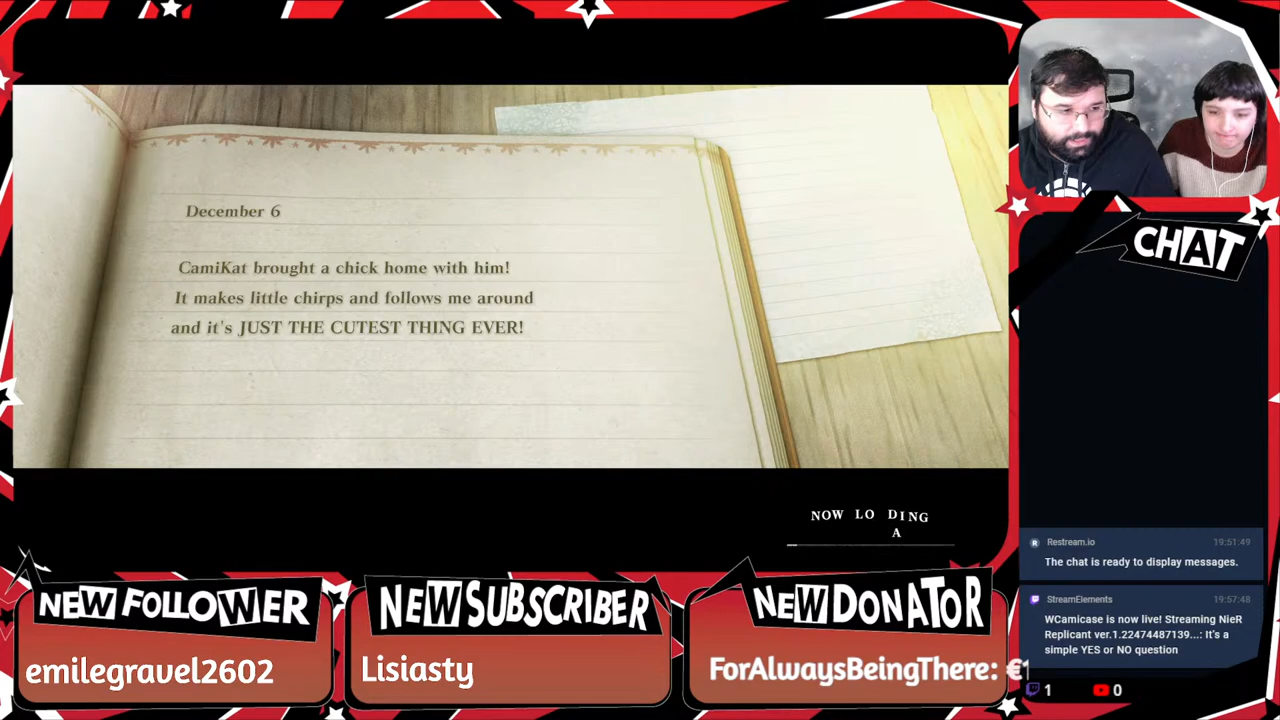 December 6
CamiKat brought a chick home with him!
It makes little chirps and follows me around
and it's JUST THE CUTEST THING EVER!
NOW LO DING
A
CHAT
Restream.io 19:51:49
The chat is ready to display messages.
StreamElements 19:57:48
WCamicase is now live! Streaming NieR
Replicant ver.1.22474487139...: It's a
simple YES or NO question
1 0
NEW FOLLOWER
emilegravel2602
NEW SUBSCRIBER
Lisiasty
NEW DONATOR
ForAlwaysBeingThere: €1